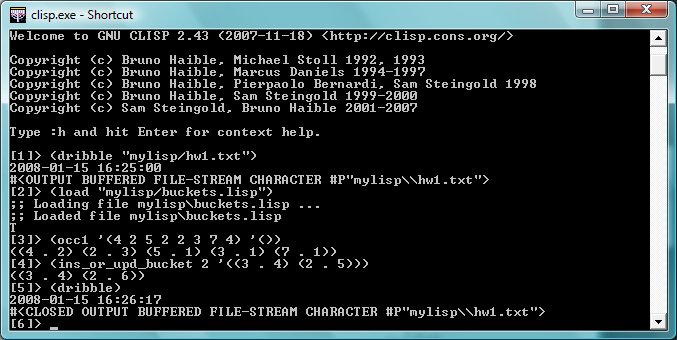 clisp.exe - Shortcut
Welcome to GNU CLISP 2.43 (2007-11-18) <http://clisp.cons.org/>
Copyright (c) Bruno Haible, Michael Stoll 1992, 1993
Copyright (c) Bruno Haible, Marcus Daniels 1994-1997
Copyright (c) Bruno Haible, Pierpaolo Bernardi, Sam Steingold 1998
Copyright (c) Bruno Haible, Sam Steingold 1999-2000
Copyright (c) Sam Steingold, Bruno Haible 2001-2007
Type :h and hit Enter for context help.
[1]> (dribble "mylisp/hw1.txt")
2008-01-15 16:25:00
#<OUTPUT BUFFERED FILE-STREAM CHARACTER #P"mylisp\\hw1.txt">
[2]> (load "mylisp/buckets.lisp")
;; Loading file mylisp\buckets.lisp ...
;; Loaded file mylisp\buckets.lisp
T
[3]> (occ1 '(4 2 5 2 2 3 7 4) '())
((4 . 2) (2 . 3) (5 . 1) (3 . 1) (7 . 1))
[4]> (ins_or_upd_bucket 2 '((3 . 4) (2 . 5)))
((3 . 4) (2 . 6))
[5]> (dribble)
2008-01-15 16:26:17
#<CLOSED OUTPUT BUFFERED FILE-STREAM CHARACTER #P"mylisp\\hw1.txt">
[6]> _